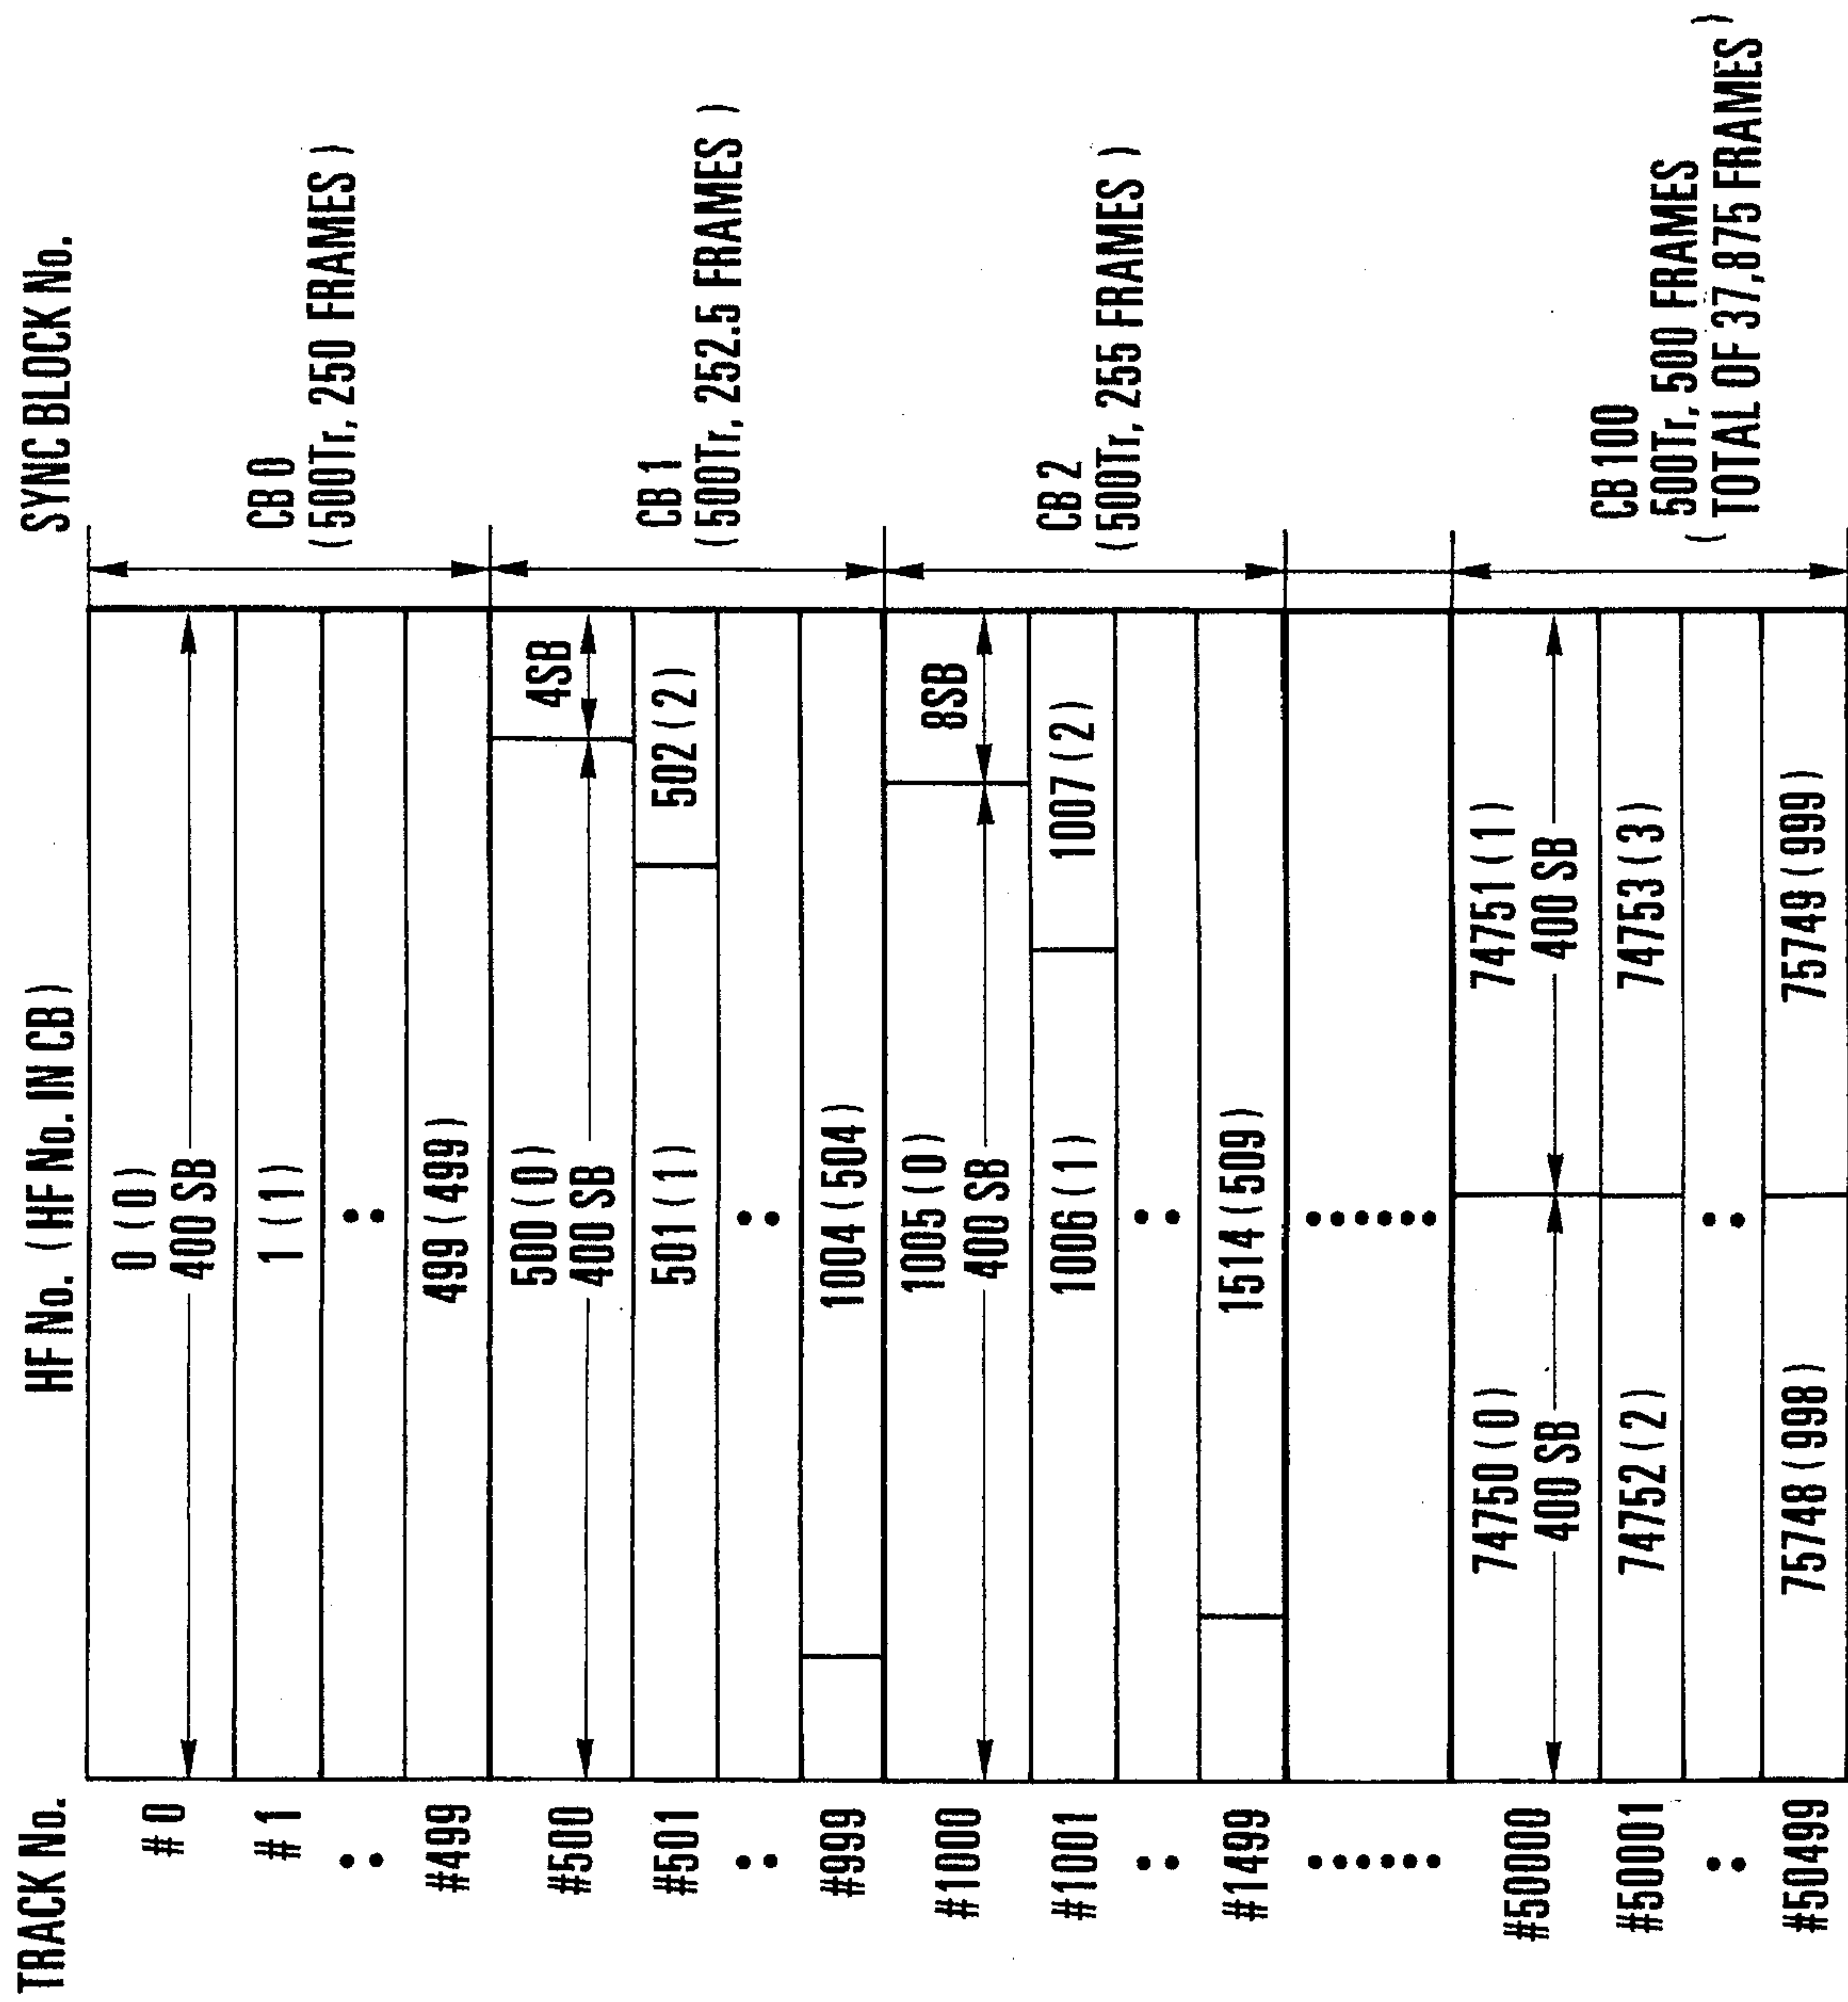 TRACK No.
HF No. (HF No. IN CB)
SYNC BLOCK No.
#0
0 (0)
400 SB
CB 0
(500Tr, 250 FRAMES)
#1
1 (1)
#499
499 (499)
#500
500 (0)
400 SB
4SB
CB 1
(500Tr, 252.5 FRAMES)
#501
501 (1)
502 (2)
#999
1004 (504)
#1000
1005 (0)
400 SB
8SB
CB 2
(500Tr, 255 FRAMES)
#1001
1006 (1)
1007 (2)
#1499
1514 (509)
#50000
74750 (0)
400 SB
74751 (1)
400 SB
CB 100
(500Tr, 500 FRAMES
TOTAL OF 37,875 FRAMES)
#50001
74752 (2)
74753 (3)
#50499
75748 (998)
75749 (999)